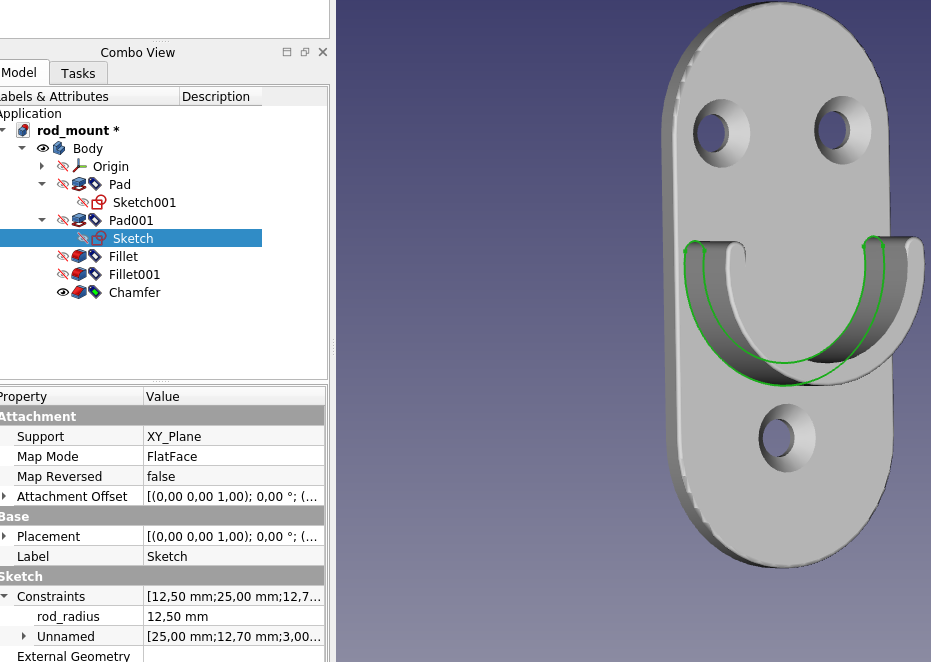 Combo View
Model Tasks
Labels & Attributes Description
Application
rod_mount *
Body
Origin
Pad
Sketch001
Pad001
Sketch
Fillet
Fillet001
Chamfer
Property Value
Attachment
Support XY_Plane
Map Mode FlatFace
Map Reversed false
Attachment Offset [(0,00 0,00 1,00); 0,00 °; (...
Base
Placement [(0,00 0,00 1,00); 0,00 °; (...
Label Sketch
Sketch
Constraints [12,50 mm;25,00 mm;12,7...
rod_radius 12,50 mm
Unnamed [25,00 mm;12,70 mm;3,00...
External Geometry